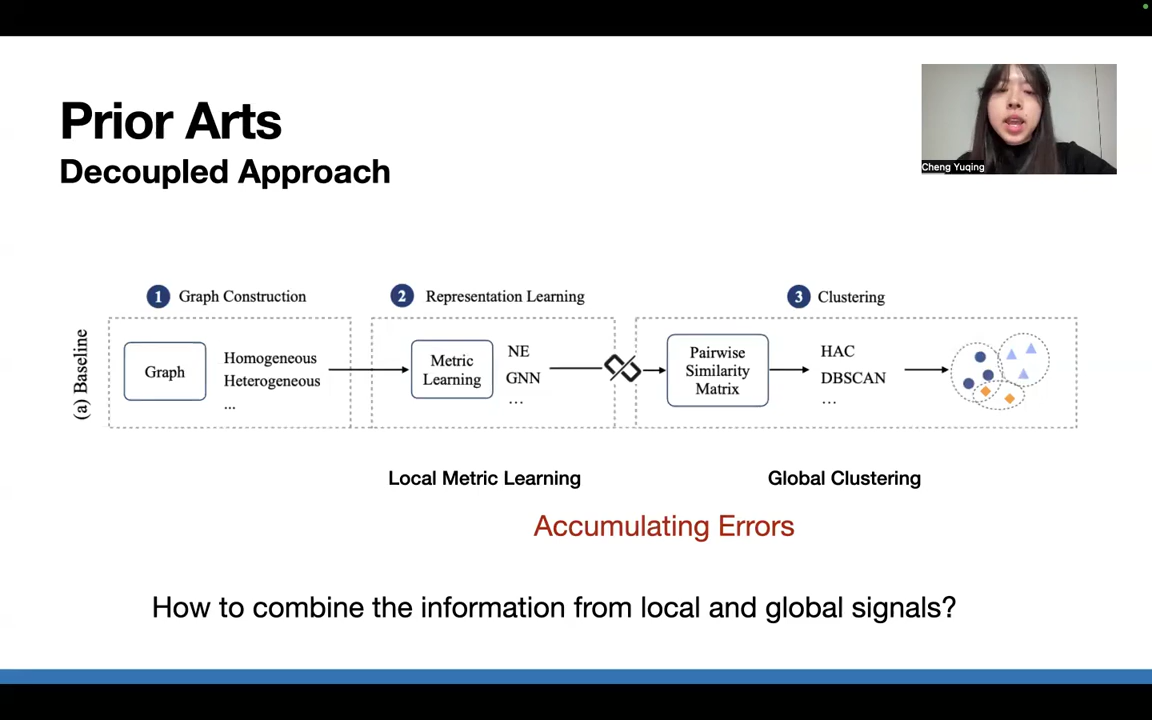 Prior Arts
Decoupled Approach
Cheng Yuqing
1 Graph Construction
2 Representation Learning
3 Clustering
(a) Baseline
Graph
Homogeneous
Heterogeneous
...
Metric
Learning
NE
GNN
...
Pairwise
Similarity
Matrix
HAC
DBSCAN
...
Local Metric Learning
Global Clustering
Accumulating Errors
How to combine the information from local and global signals?